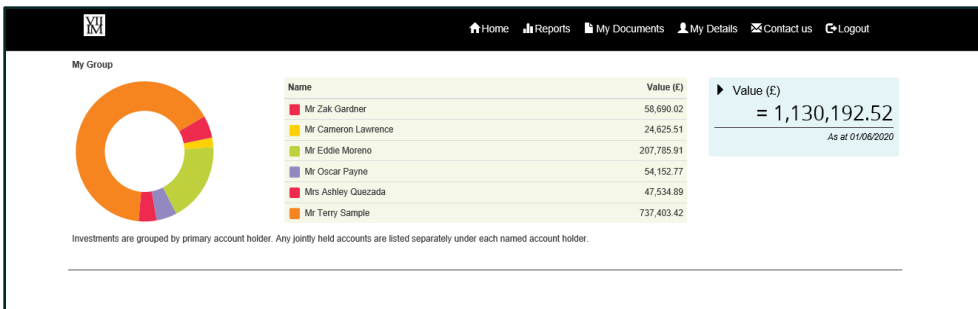 VII
IM
Home Reports My Documents My Details Contact us Logout
My Group
Name Value (£)
Mr Zak Gardner 58,690.02
Mr Cameron Lawrence 24,625.51
Mr Eddie Moreno 207,785.91
Mr Oscar Payne 54,152.77
Mrs Ashley Quezada 47,534.89
Mr Terry Sample 737,403.42
Value (£)
= 1,130,192.52
As at 01/06/2020
Investments are grouped by primary account holder. Any jointly held accounts are listed separately under each named account holder.